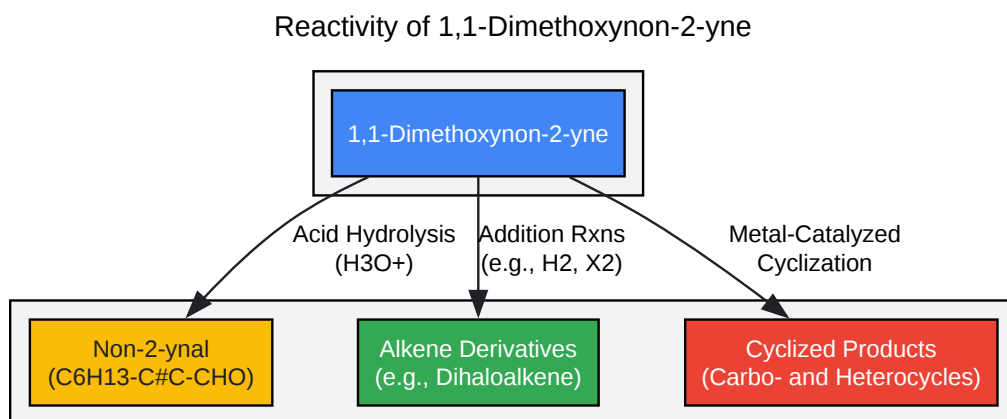 Reactivity of 1,1-Dimethoxynon-2-yne
1,1-Dimethoxynon-2-yne
Acid Hydrolysis
(H3O+)
Addition Rxns
(e.g., H2, X2)
Metal-Catalyzed
Cyclization
Non-2-ynal
(C6H13-C#C-CHO)
Alkene Derivatives
(e.g., Dihaloalkene)
Cyclized Products
(Carbo- and Heterocycles)